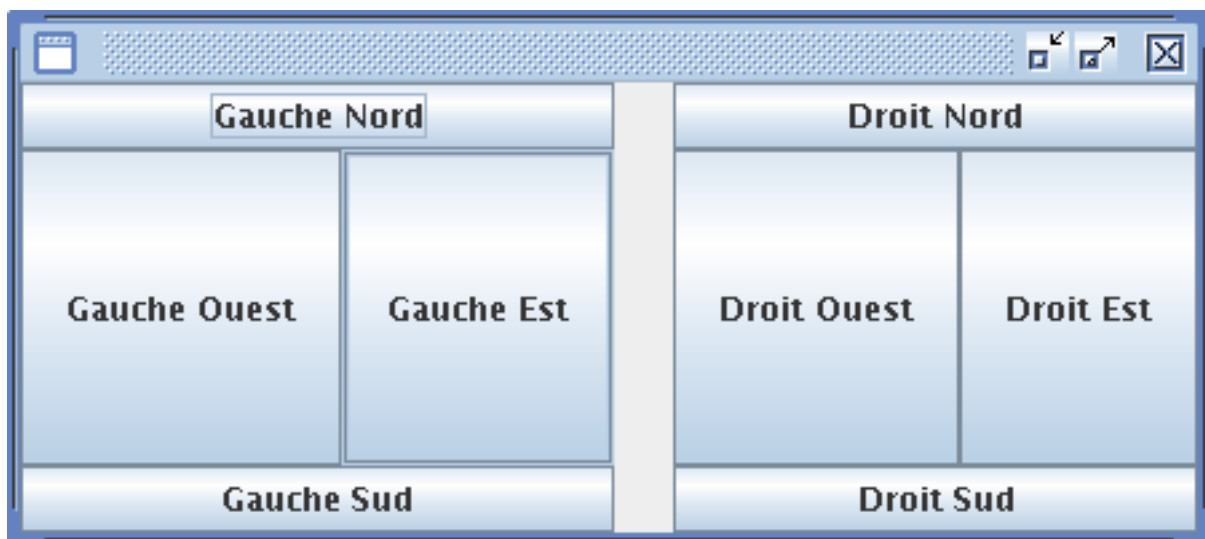 Gauche Nord
Droit Nord
Gauche Ouest
Gauche Est
Droit Ouest
Droit Est
Gauche Sud
Droit Sud